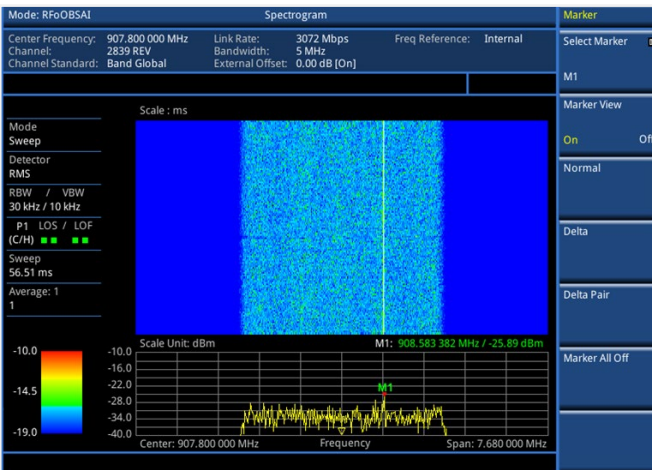 Mode: RFoOBSAI Spectrogram Marker
Center Frequency: 907.800 000 MHz Link Rate: 3072 Mbps Freq Reference: Internal
Channel: 2839 REV Bandwidth: 5 MHz
Channel Standard: Band Global External Offset: 0.00 dB [On]
Select Marker
M1
Scale : ms
Marker View
On Off
Mode
Sweep
Detector
RMS
RBW / VBW
30 kHz / 10 kHz
P1 LOS / LOF
(C/H)
Sweep
56.51 ms
Average: 1
1
Normal
Delta
Delta Pair
Marker All Off
Scale Unit: dBm M1: 908.583 382 MHz / -25.89 dBm
-10.0
-14.5
-19.0
-10.0
-16.0
-22.0
-28.0
-34.0
-40.0
M1
Center: 907.800 000 MHz Frequency Span: 7.680 000 MHz